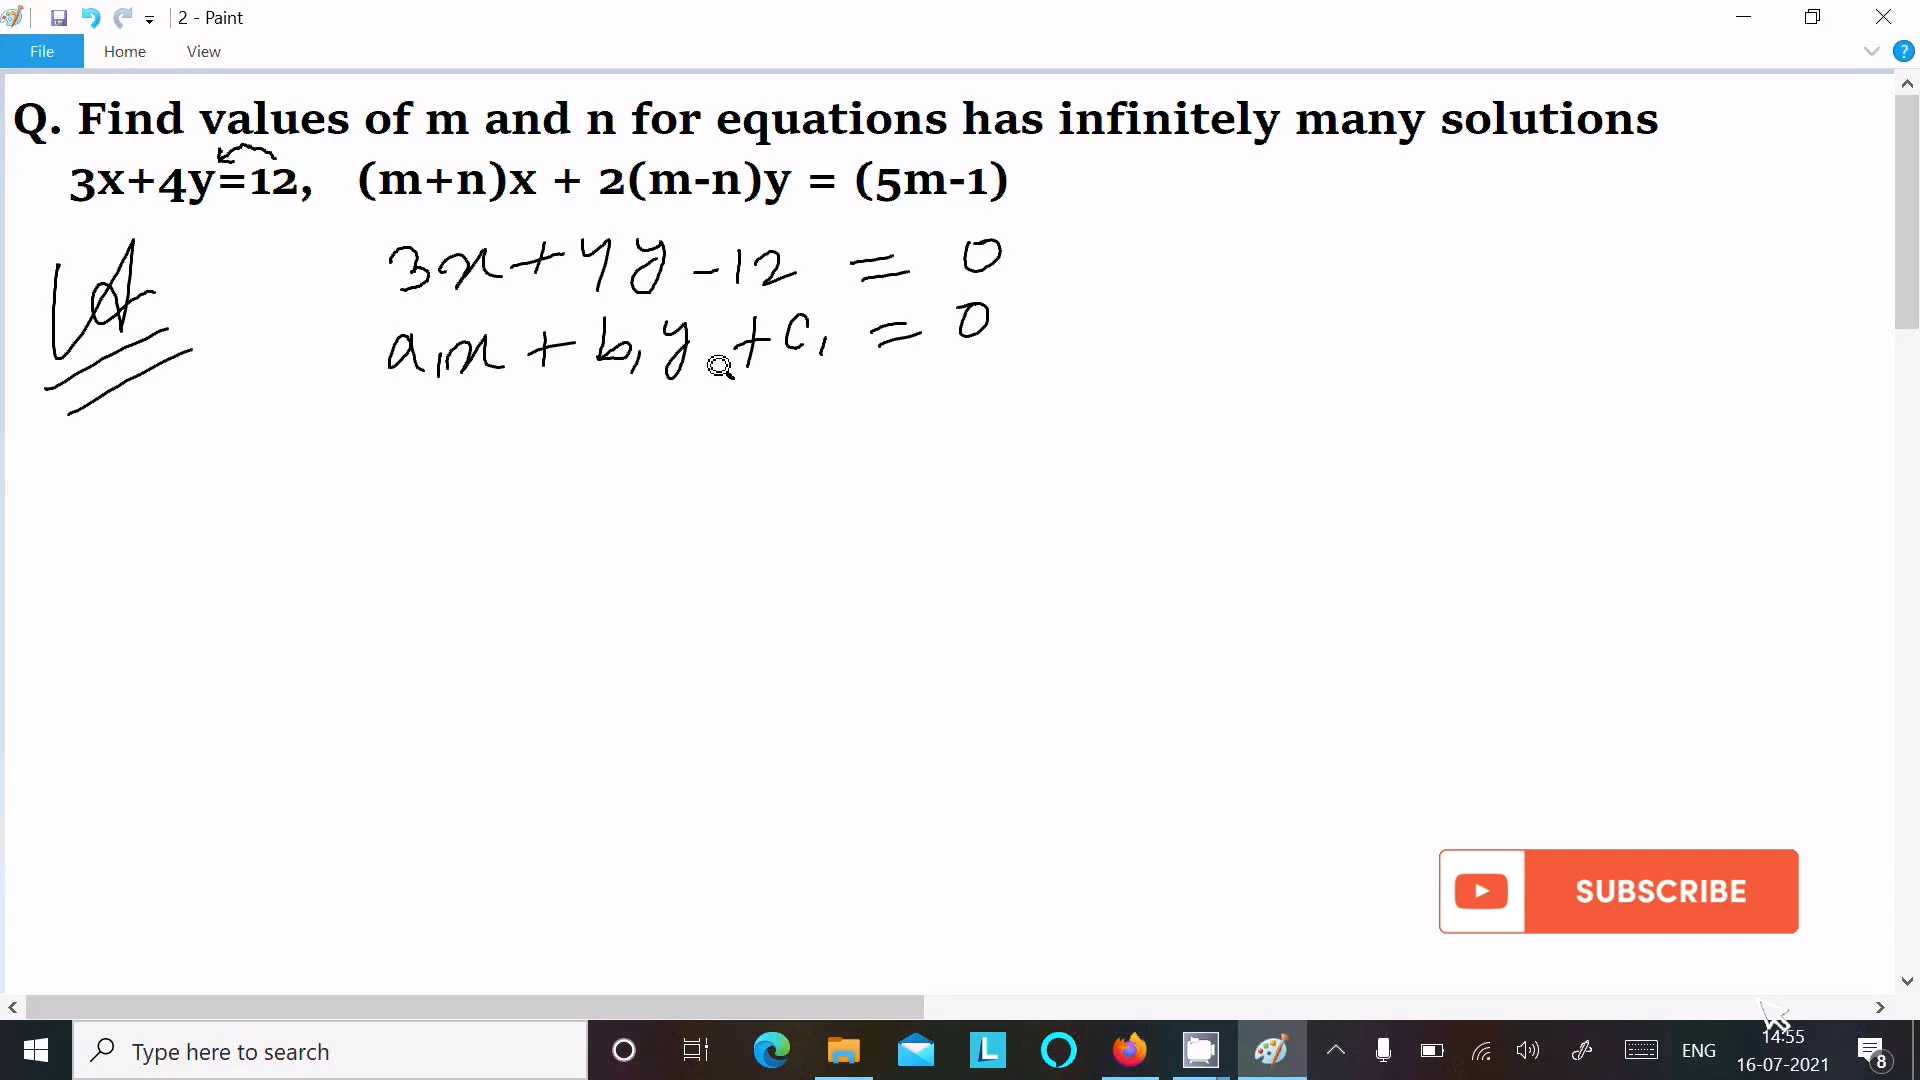 2 - Paint
File Home View
Q. Find values of m and n for equations has infinitely many solutions
3x+4y=12, (m+n)x + 2(m-n)y = (5m-1)
3x+4y-12 = 0
a₁x + b₁y + c₁ = 0
SUBSCRIBE
Type here to search
L
ENG
14:55
16-07-2021
8